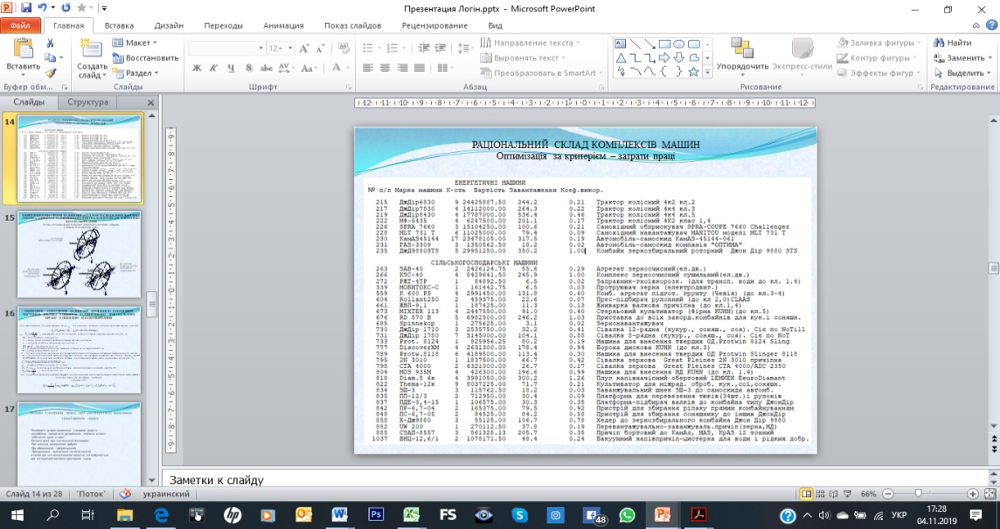 Презентация Логін.pptx - Microsoft PowerPoint
Файл Главная Вставка Дизайн Переходы Анимация Показ слайдов Рецензирование Вид
Вставить
Буфер обм...
Создать слайд
Макет
Восстановить
Раздел
Слайды
12
Ж К Ч S abc AV Aa А
Шрифт
Направление текста
Выровнять текст
Преобразовать в SmartArt
Абзац
Упорядочить Экспресс-стили
Заливка фигуры
Контур фигуры
Эффекты фигур
Рисование
Найти
Заменить
Выделить
Редактирование
Слайды Структура
14
15
16
17
РАЦІОНАЛЬНИЙ СКЛАД КОМПЛЕКСІВ МАШИН
Оптимізація за критерієм – затрати праці
ЕНЕРГЕТИЧНІ МАШИНИ
№ п/п Марка машини К-сть Вартість Завантаження Коеф.викор.
215 ДжДір6830 9 24425887.50 244.2 0.21 Трактор колісний 4к2 кл.2
217 ДжДір7530 4 14112000.00 264.3 0.22 Трактор колісний 4к4 кл.3
219 ДжДір8430 4 17787000.00 536.4 0.46 Трактор колісний 4к4 кл.5
222 МФ-5435 4 6247500.00 201.1 0.17 Трактор колісний 4К2 клас 1,4
226 SPRA 7660 3 15104250.00 100.6 0.21 Самохідний обприскувач SPRA-COUPE 7660 Challenger
228 MLT 731 T 6 11025000.00 79.4 0.09 Самохідний навантажувач MANITOU моделі MLT 731 T
230 КамАЗ45144 17 23478105.00 317.5 0.19 Автомобіль-самоскид КамАЗ-45144-061
231 ГАЗ-3309 3 1350562.50 18.2 0.02 Автомобіль-самоскид компанія "ОПТИМА"
235 ДжД9880STS 5 29951250.00 350.2 1.00 Комбайн зернозбиральний роторний Джон Дір 9880 STS
СІЛЬСЬКОГОСПОДАРСЬКІ МАШИНИ
263 ЗАВ-40 2 2426124.75 55.6 0.29 Агрегат зерноочисний(ел.дв.)
266 КЗС-40 4 8429641.50 245.9 1.00 Комплекс зерноочисний сушильний(ел.дв.)
272 РЖТ-4ТР 1 84892.50 6.5 0.02 Заправник-гноївкорозк. (для трансп. води до кл. 1.4)
339 МОБИТОКС-С 1 161442.75 6.5 0.03 Протруювач зерна (електродвир.)
559 К 600 PS 4 2991450.00 131.8 0.60 Комб. агрегат підгот. грунту (Чехія) (до кл.3-4)
604 Rollant250 2 459375.00 22.6 0.07 Прес-підбирач рулонний (до кл 2,0)CLAAS
661 ЖВП-9,1 1 187425.00 11.3 0.13 Жниварка валкова причіпна (до кл.1,4)
673 MIXTER 113 4 2447550.00 91.0 0.40 Стерньовий культиватор (Фірма KUHN)(до кл.5)
676 RD 870 B 5 6982500.00 246.2 1.03 Приставка до всіх закорд.комбайнів для кук.і соняшн.
685 Spinnekop 1 275625.00 3.1 0.02 Зернонавантажувач
730 ДжДір 1710 3 2535750.00 32.2 0.41 Сівалка 12-рядна (кукур., соняш., соя). Сіє по NoTill
731 ДжДір 1780 7 5145000.00 104.1 0.88 Сівалка 8-рядна (кукур., соняш., соя). Сіє по NoT
733 Prot. 8124 1 825956.25 80.2 0.19 Машина для внесення твердих ОД.Protwin 8124 Sling
777 DiscoverXM 4 2631300.00 178.4 0.94 Борона дискова KUHN (до кл.3)
789 Protw.8118 6 4189500.00 113.4 0.30 Машина для внесення твердих ОД Protwin Slinger 8118
795 2N 3010 1 1837500.00 66.7 0.42 Сівалка зернова Great Pleines 2N 3010 причіпна
798 CTA 4000 2 6321000.00 26.7 0.17 Сівалка зернова Great Pleines CTA 4000/ADC 2350
804 MDS 935M 4 426300.00 196.6 0.99 Машина для внесення МД KUHN (до кл. 1.4)
818 Diam.8 6к 4 3991050.00 300.2 1.26 Плуг напівначіпний обертовий LEMKEN EeuroDiamant
822 Thema-12к 9 8037225.00 71.7 0.21 Культиватор для міжряд. оброб. кук.,сої,соняшн.
834 ЗШ-3 3 115762.50 18.2 0.03 Заванжувальний шнек ЗШ-3 до самоскида автомб.
835 ПП-12/3 2 712950.00 30.4 0.09 Платформа для перевезення тюків(34шт.)і рулонів
837 ПДЕ-3,4-15 1 106575.00 30.3 0.35 Платформа-підбирач валків до комбайна типу ДжонДір
842 ПР-6,7-04 2 165375.00 79.5 0.92 Пристрій для збирання ріпаку прямим комбайнуванням
848 ПС-6,7-05 2 84525.00 84.2 0.58 Присрій для збирання соняшнику до інших ДжонДір
858 Х-Дж9880 3 55125.00 106.7 0.78 Хедер до зернозбирального комбайна Джон Дір 9880
882 UW 200 1 270112.50 37.8 0.19 Перевантажувально-заванжуваль.причіп(зерна,МД)
885 СЗАП-8557 3 861328.13 205.7 0.35 Причіп бортовий до КамАз, МАЗ, КрАЗ 12 тонний
1037 ВНЦ-12,6/1 2 1078171.50 48.4 0.24 Вакуумний напівпричіп-цистерна для води і рідких добр.
Заметки к слайду
Слайд 14 из 28 "Поток" украинский 66%
FS 48 УКР 17:28
04.11.2019